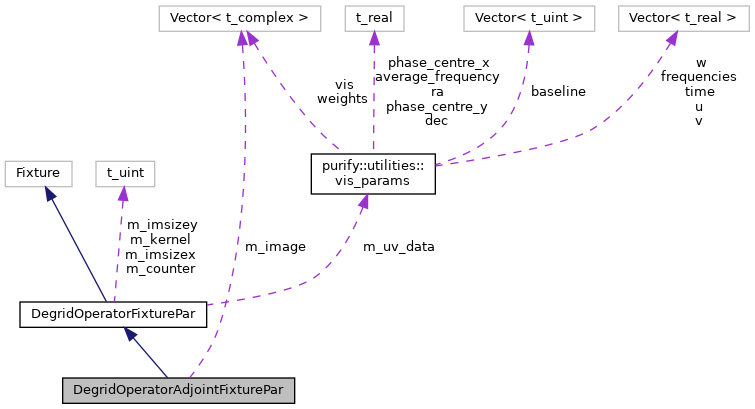 Vector< t_complex >
t_real
Vector< t_uint >
Vector< t_real >
vis
weights
phase_centre_x
average_frequency
ra
phase_centre_y
dec
baseline
w
frequencies
time
u
v
Fixture
t_uint
purify::utilities::
vis_params
m_imsizey
m_kernel
m_imsizex
m_counter
m_image
m_uv_data
DegridOperatorFixturePar
DegridOperatorAdjointFixturePar